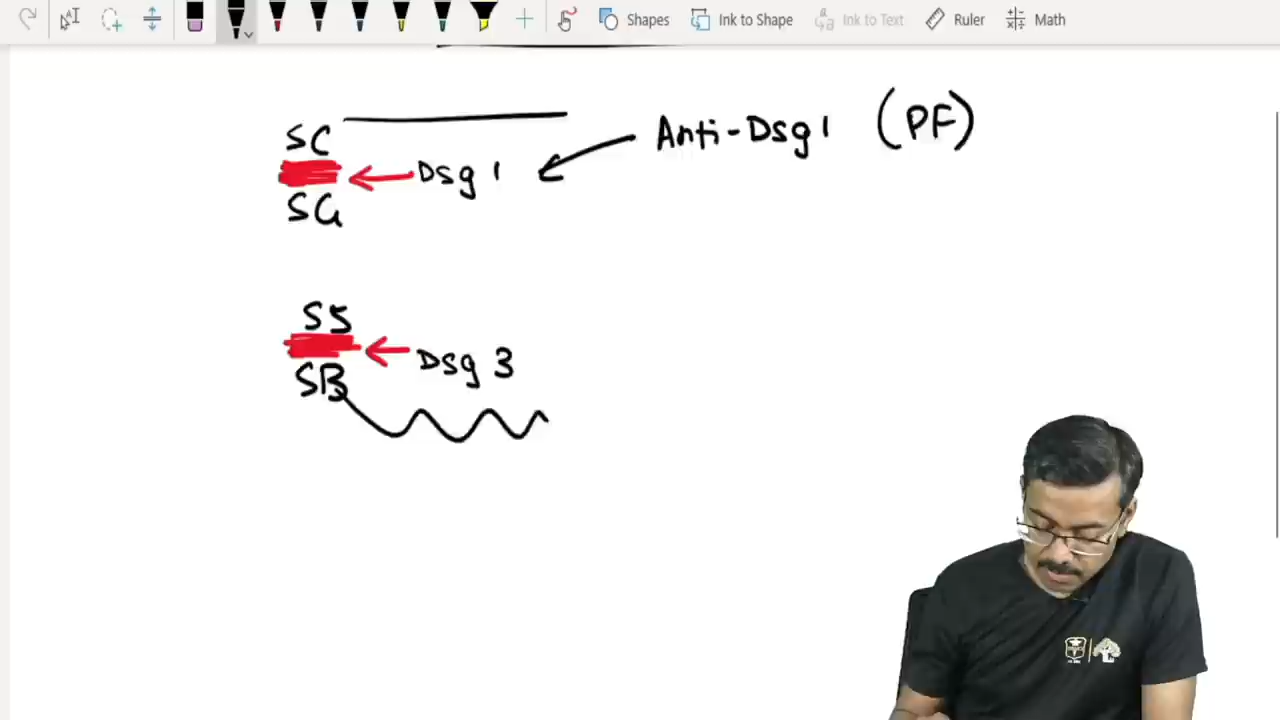 Shapes Ink to Shape Ink to Text Ruler Math
SC
Anti-Dsg 1 (PF)
Dsg 1
SG
SS
Dsg 3
SB